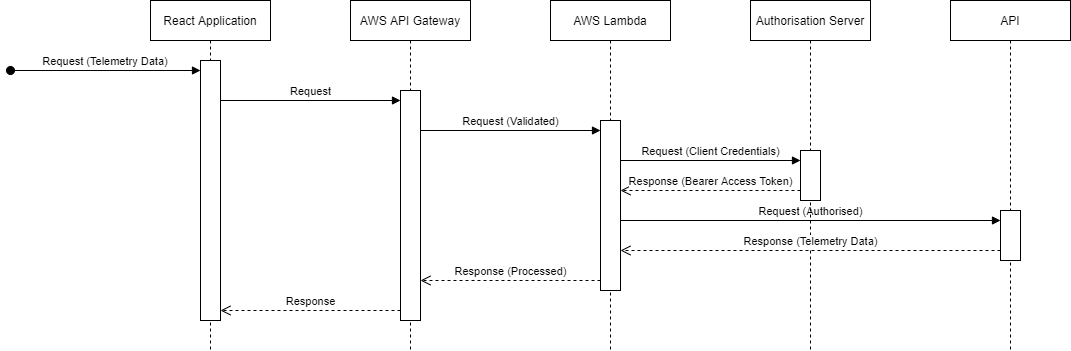 React Application
AWS API Gateway
AWS Lambda
Authorisation Server
API
Request (Telemetry Data)
Request
Request (Validated)
Request (Client Credentials)
Response (Bearer Access Token)
Request (Authorised)
Response (Telemetry Data)
Response (Processed)
Response